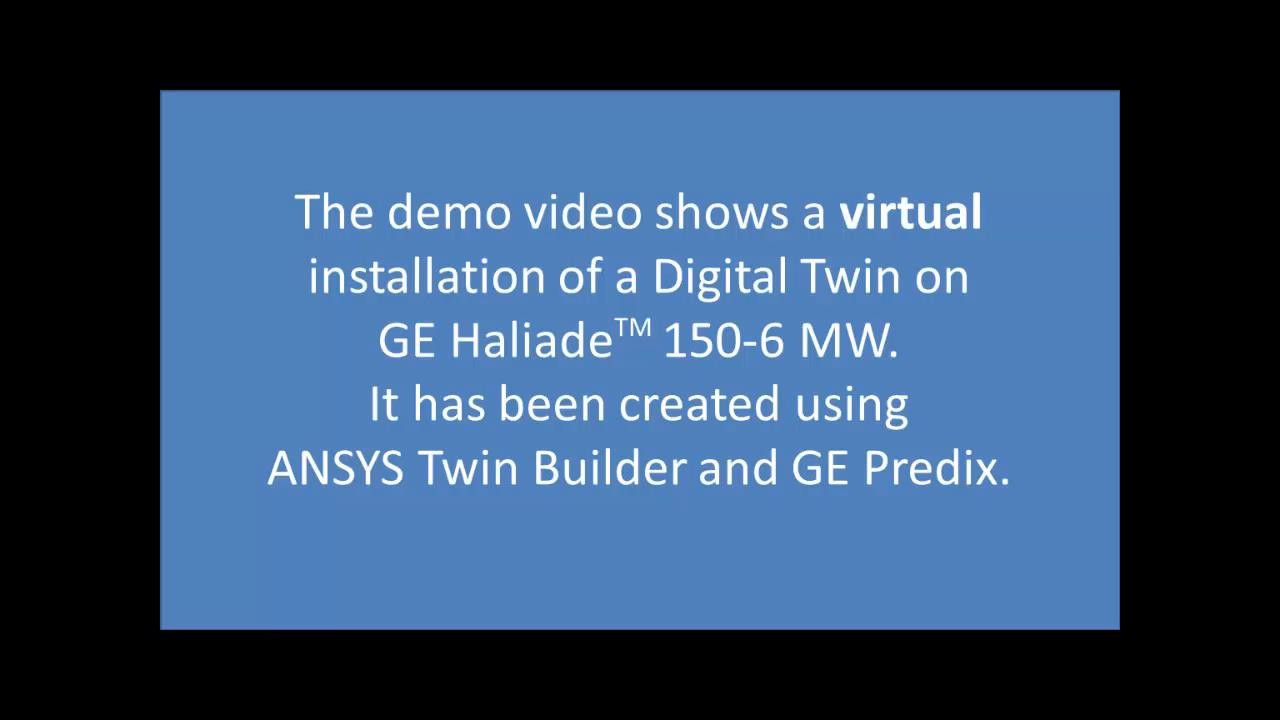 The demo video shows a virtual
installation of a Digital Twin on
GE Haliade™ 150-6 MW.
It has been created using
ANSYS Twin Builder and GE Predix.